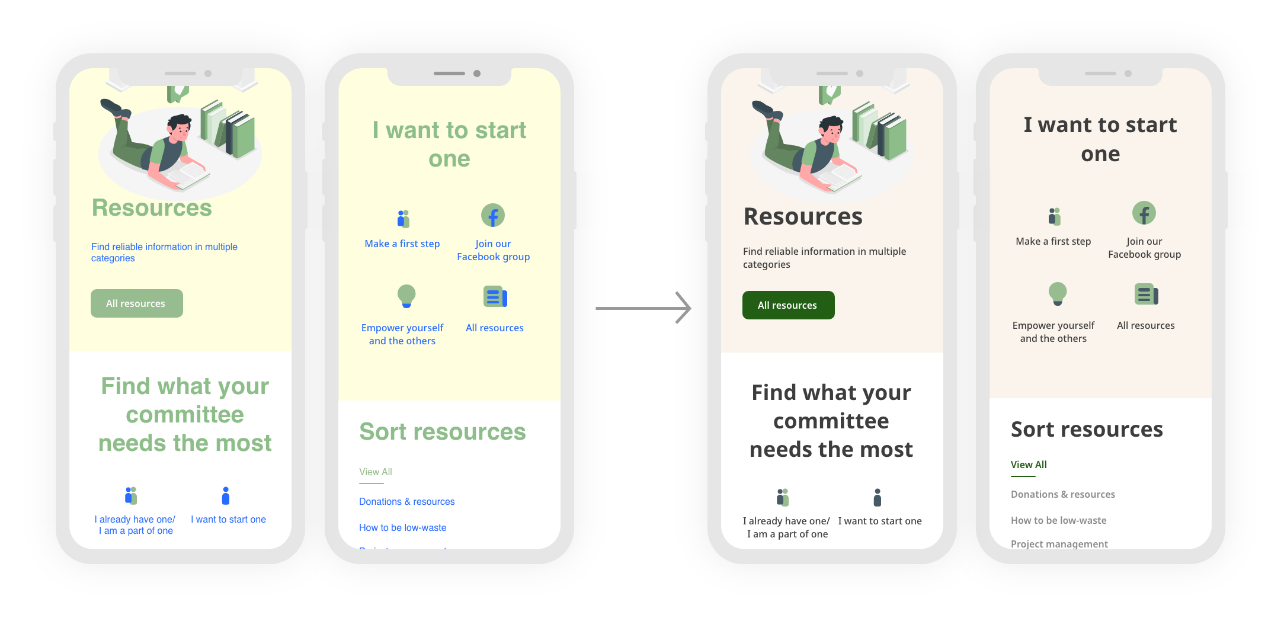 Resources
Find reliable information in multiple
categories
All resources
Find what your
committee
needs the most
I already have one/
I am a part of one
I want to start one
I want to start
one
Make a first step
Join our
Facebook group
Empower yourself
and the others
All resources
Sort resources
View All
Donations & resources
How to be low-waste
Resources
Find reliable information in multiple
categories
All resources
Find what your
committee
needs the most
I already have one/
I am a part of one
I want to start one
I want to start
one
Make a first step
Join our
Facebook group
Empower yourself
and the others
All resources
Sort resources
View All
Donations & resources
How to be low-waste
Project management